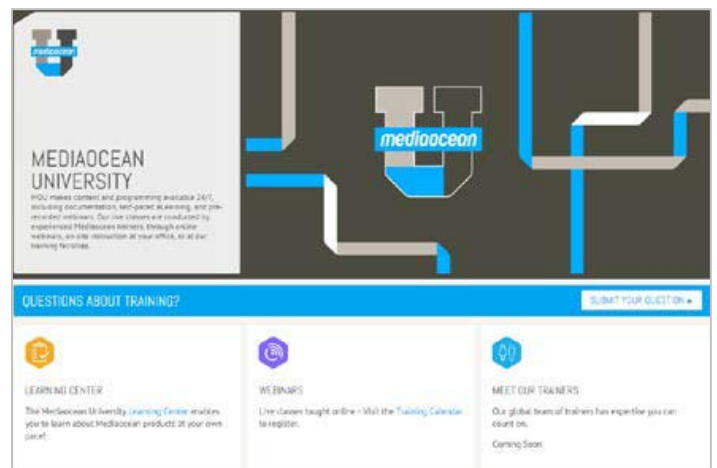 mediaocean
MEDIAOCEAN
UNIVERSITY
MOU makes content and programming available 24/7,
including documentation, self-paced eLearning, and pre-
recorded webinars. Our live classes are conducted by
experienced Mediaocean trainers, through online
webinars, on-site instruction at your office, or at our
training facilities.
mediaocean
QUESTIONS ABOUT TRAINING?
SUBMIT YOUR QUESTION ▸
LEARNING CENTER
The Mediaocean University Learning Center enables
you to learn about Mediaocean products at your own
pace!
WEBINARS
Live classes taught online - Visit the Training Calendar
to register.
MEET OUR TRAINERS
Our global team of trainers has expertise you can
count on.
Coming Soon